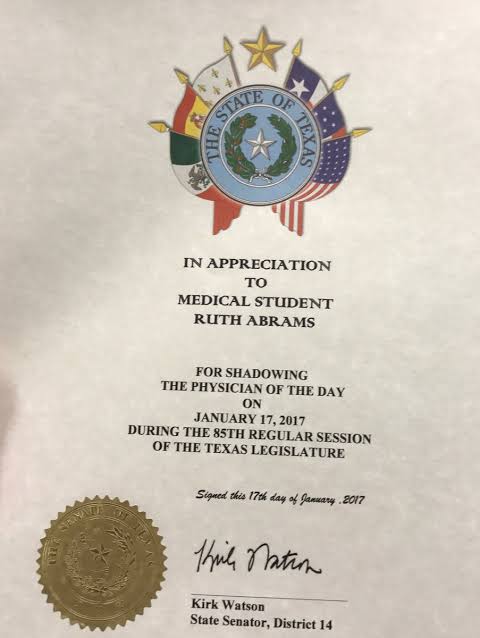 THE STATE OF TEXAS
IN APPRECIATION
TO
MEDICAL STUDENT
RUTH ABRAMS
FOR SHADOWING
THE PHYSICIAN OF THE DAY
ON
JANUARY 17, 2017
DURING THE 85TH REGULAR SESSION
OF THE TEXAS LEGISLATURE
Signed this 17th day of January ,2017
THE SENATE OF TEXAS
Kirk Watson
Kirk Watson
State Senator, District 14